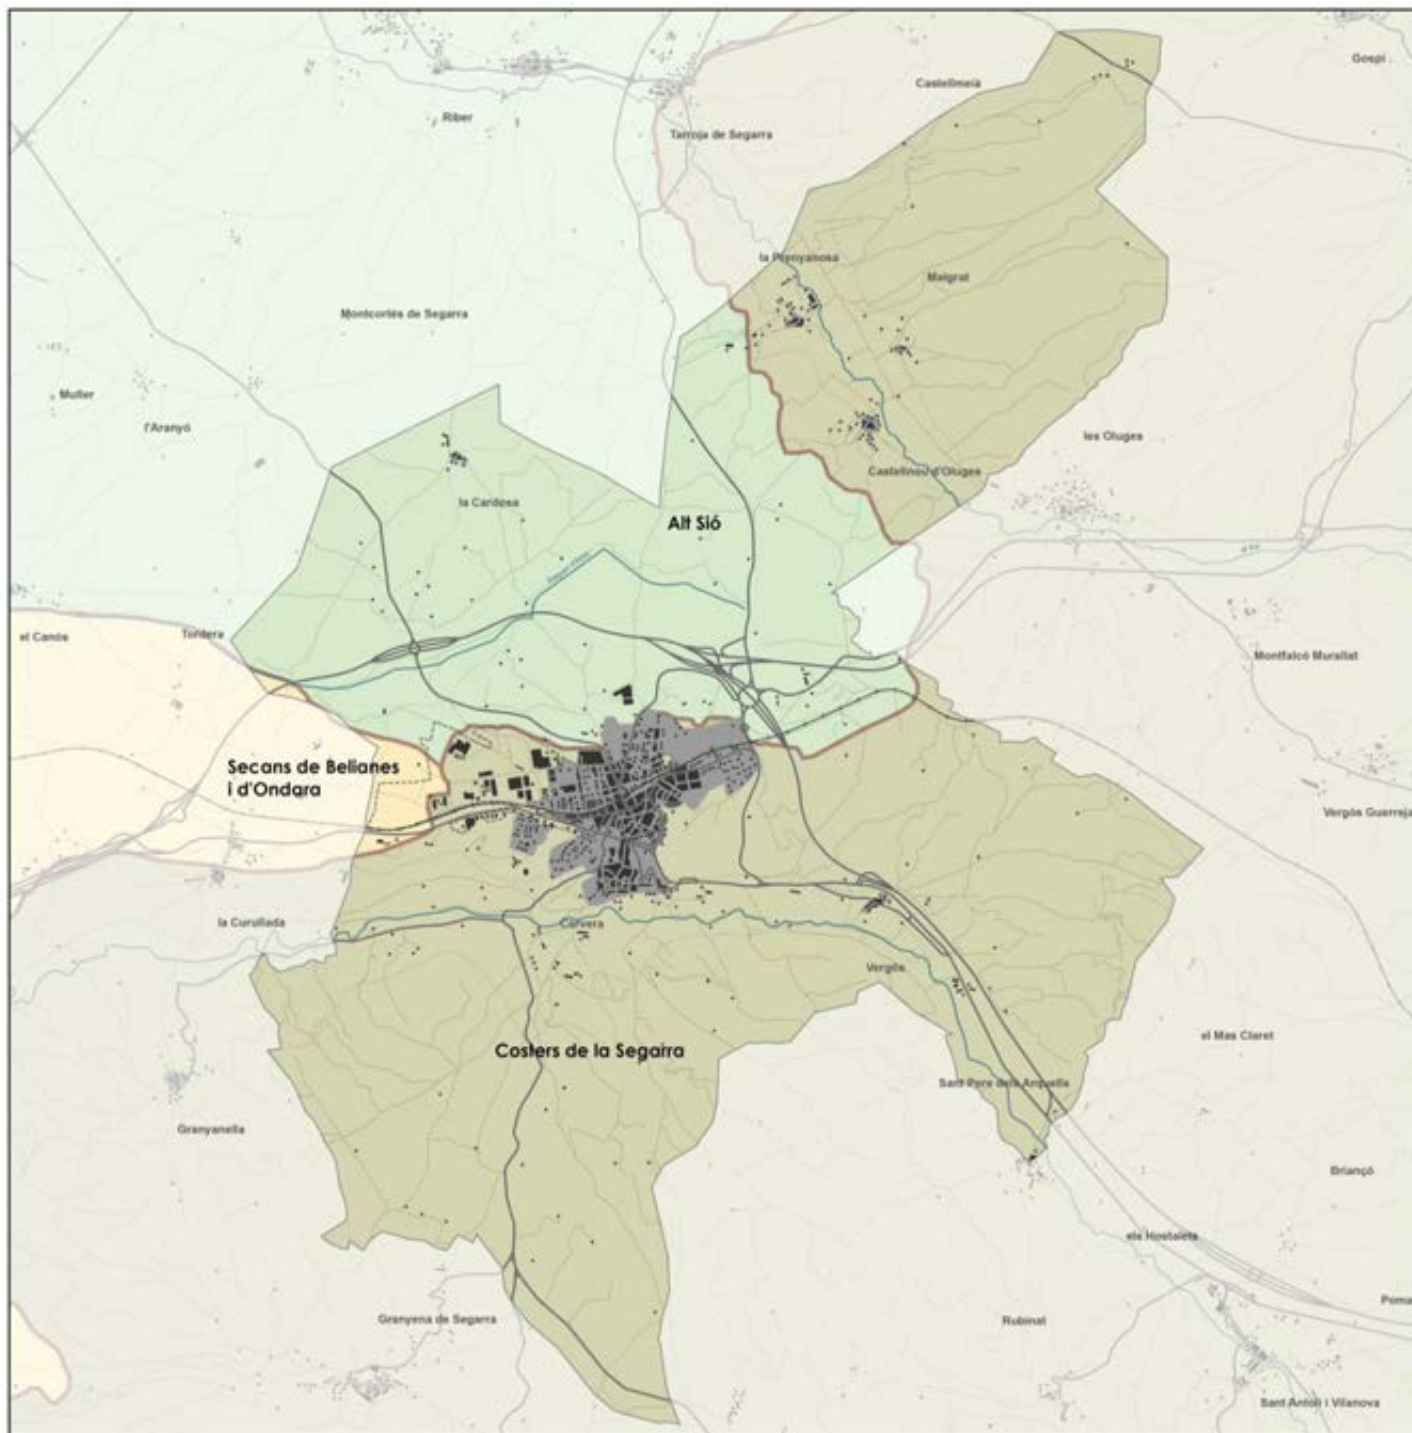 Gospi
Castellmeià
Riber
Tarroja de Segarra
la Prenyanosa
Malgrat
Montcortès de Segarra
Muller
l'Aranyó
les Oluges
Castellnou d'Oluges
la Cardosa
Alt Sió
el Canós
Tordera
Montfalcó Murallat
Secans de Belianes
i d'Ondara
Vergós Guerreja
la Curullada
Cervera
Vergós
el Mas Claret
Costers de la Segarra
Sant Pere dels Arquells
Granyanella
Briançó
els Hostalets
Poma
Granyena de Segarra
Rubinat
Sant Antolí i Vilanova